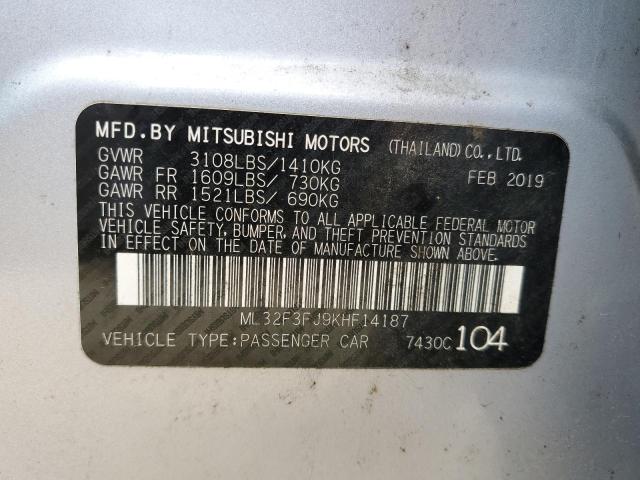 MFD.BY MITSUBISHI MOTORS (THAILAND)CO.,LTD.
GVWR 3108LBS/1410KG FEB 2019
GAWR FR 1609LBS/ 730KG
GAWR RR 1521LBS/ 690KG
THIS VEHICLE CONFORMS TO ALL APPLICABLE FEDERAL MOTOR
VEHICLE SAFETY, BUMPER, AND THEFT PREVENTION STANDARDS
IN EFFECT ON THE DATE OF MANUFACTURE SHOWN ABOVE.
ML32F3FJ9KHF14187
VEHICLE TYPE:PASSENGER CAR 7430C 104